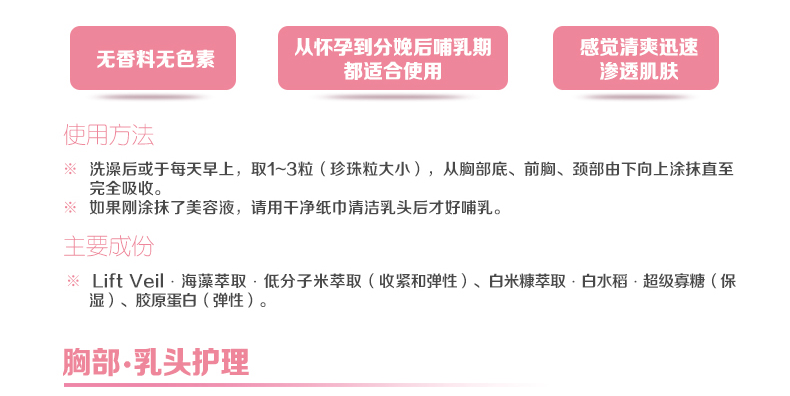 无香料无色素
从怀孕到分娩后哺乳期
都适合使用
感觉清爽迅速
渗透肌肤
使用方法
※ 洗澡后或于每天早上，取1~3粒（珍珠粒大小），从胸部底、前胸、颈部由下向上涂抹直至
完全吸收。
※ 如果刚涂抹了美容液，请用干净纸巾清洁乳头后才好哺乳。
主要成份
※ Lift Veil · 海藻萃取 · 低分子米萃取（收紧和弹性）、白米糠萃取 · 白水稻 · 超级寡糖（保
湿）、胶原蛋白（弹性）。
胸部·乳头护理